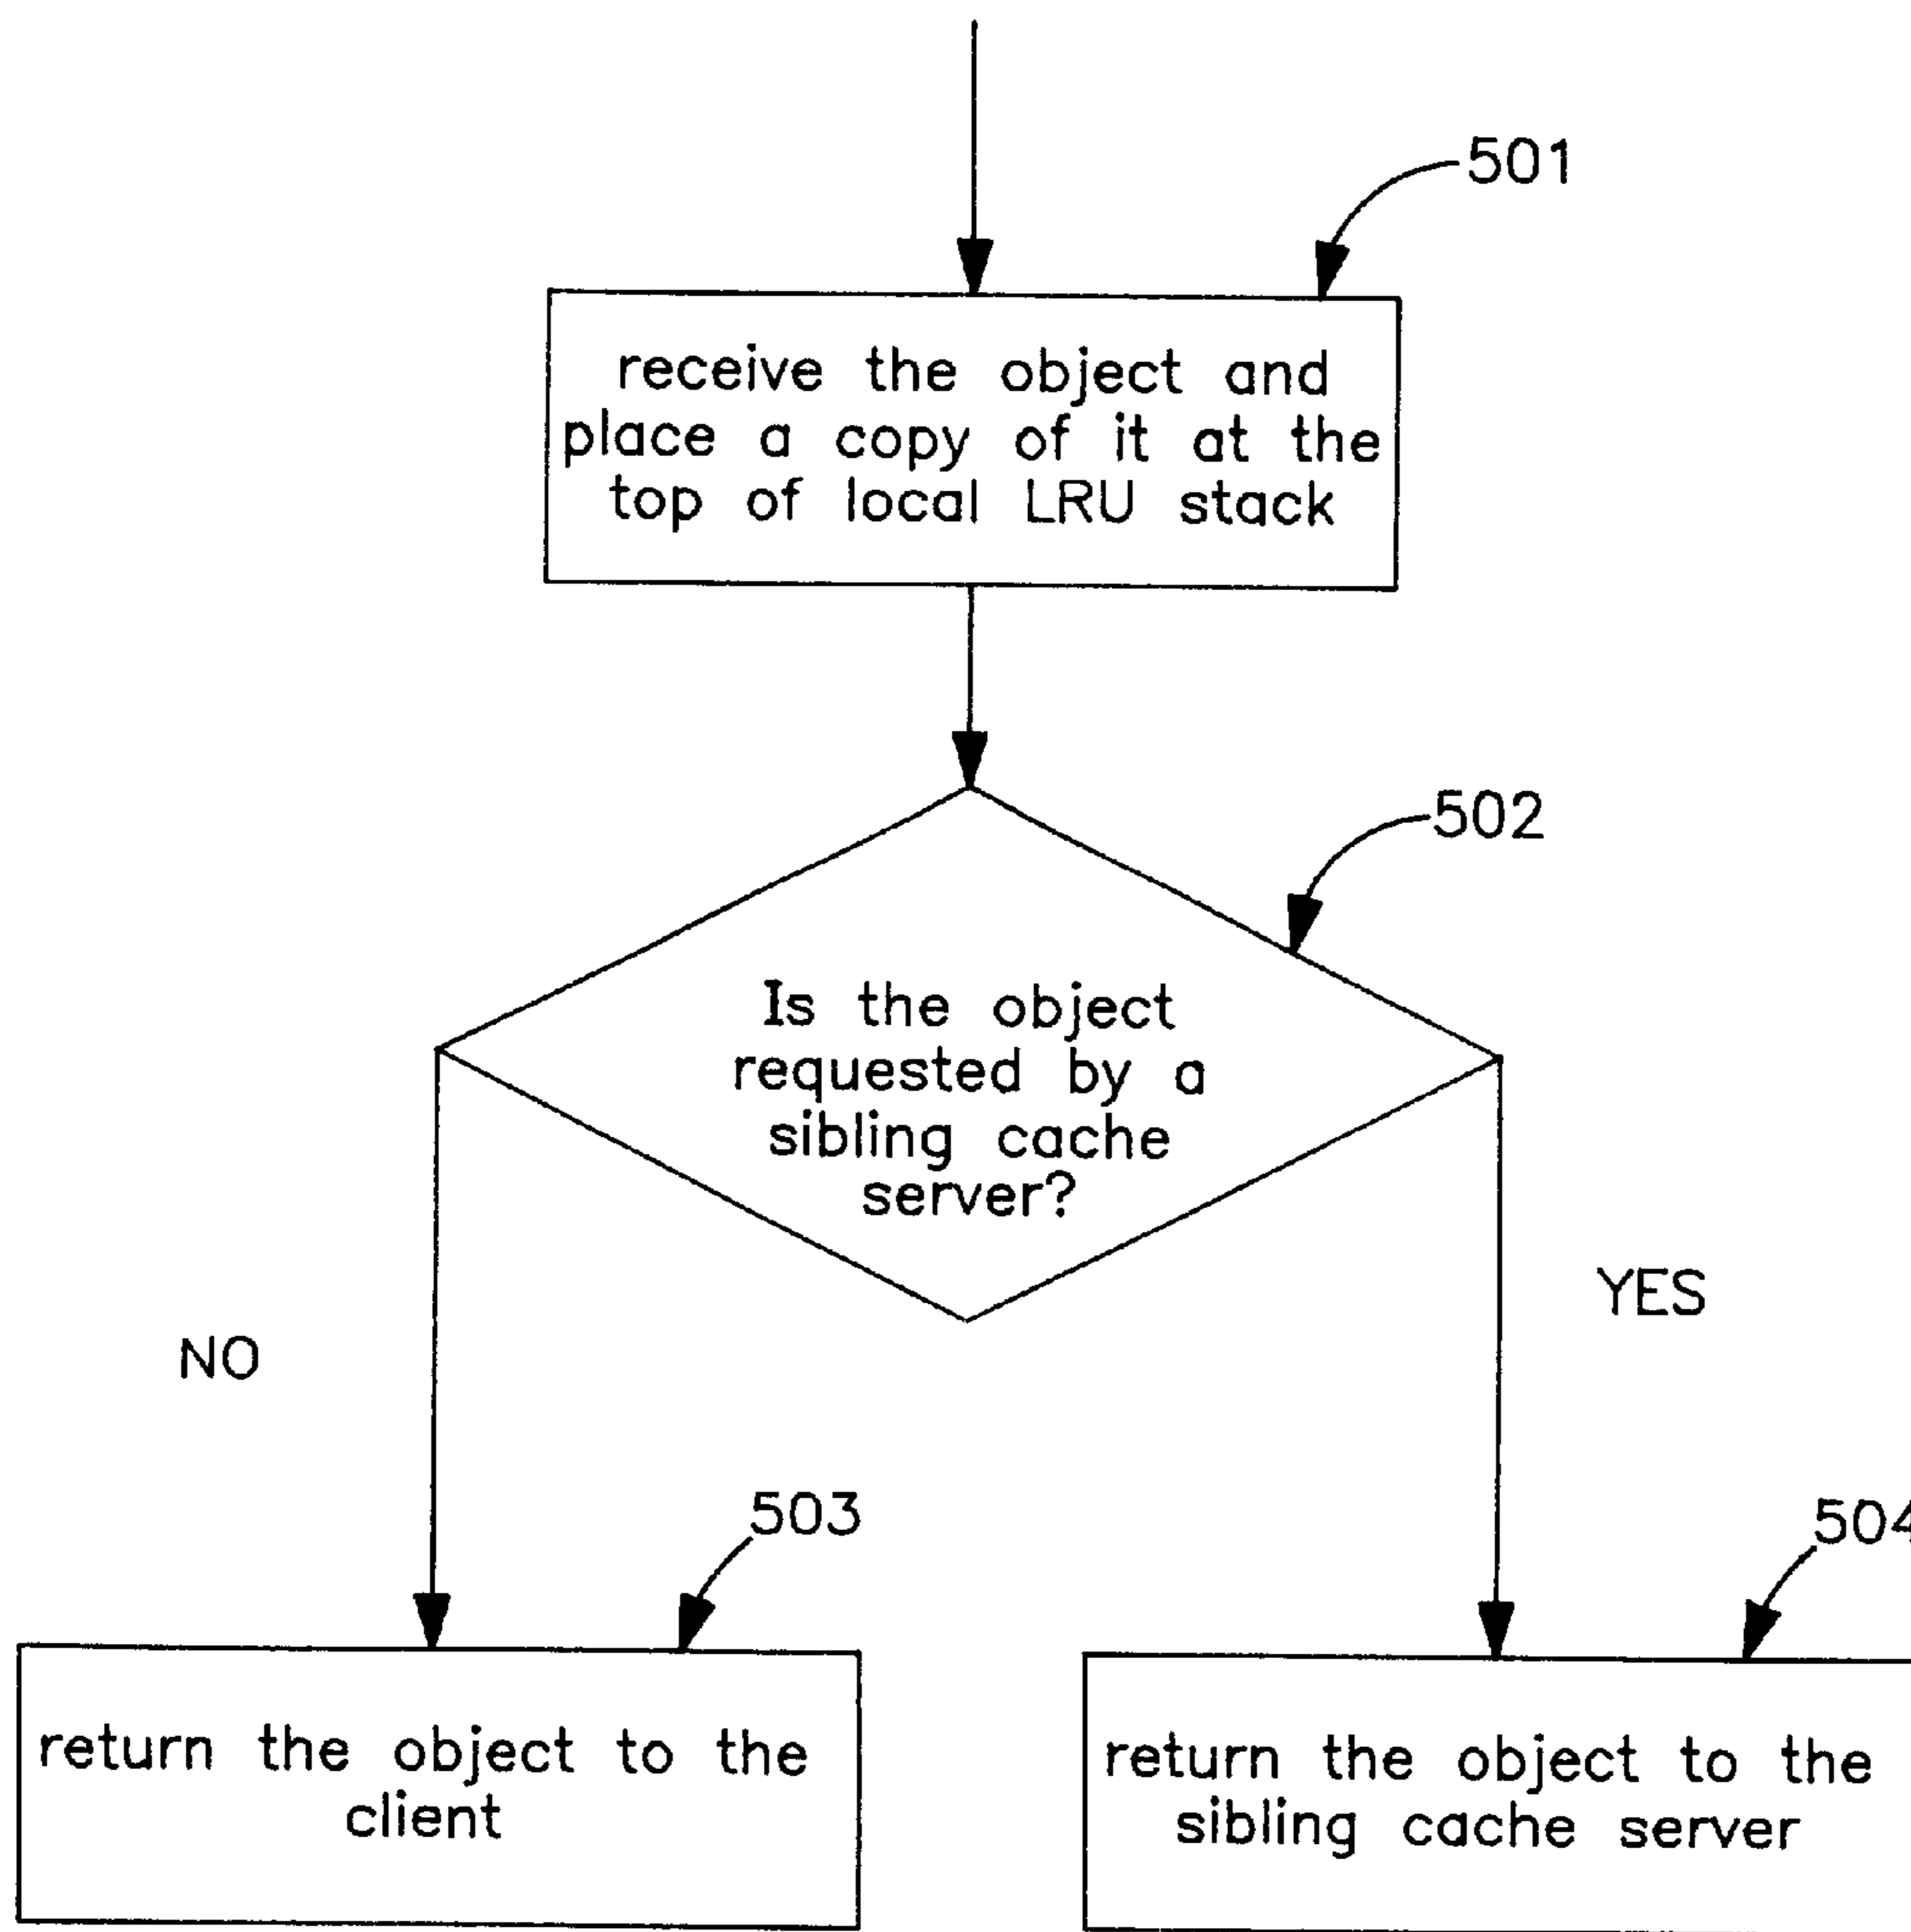 501
receive the object and
place a copy of it at the
top of local LRU stack
502
Is the object
requested by a
sibling cache
server?
YES
NO
503
504
return the object to the
client
return the object to the
sibling cache server